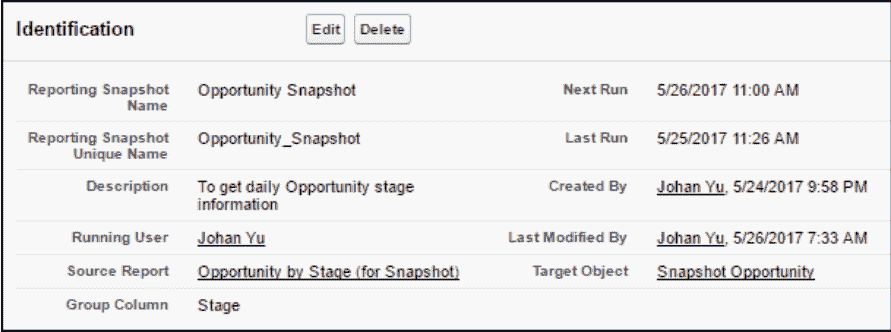 Identification Edit Delete
Reporting Snapshot Name Opportunity Snapshot Next Run 5/26/2017 11:00 AM
Reporting Snapshot Unique Name Opportunity_Snapshot Last Run 5/25/2017 11:26 AM
Description To get daily Opportunity stage information Created By Johan Yu, 5/24/2017 9:58 PM
Running User Johan Yu Last Modified By Johan Yu, 5/26/2017 7:33 AM
Source Report Opportunity by Stage (for Snapshot) Target Object Snapshot Opportunity
Group Column Stage